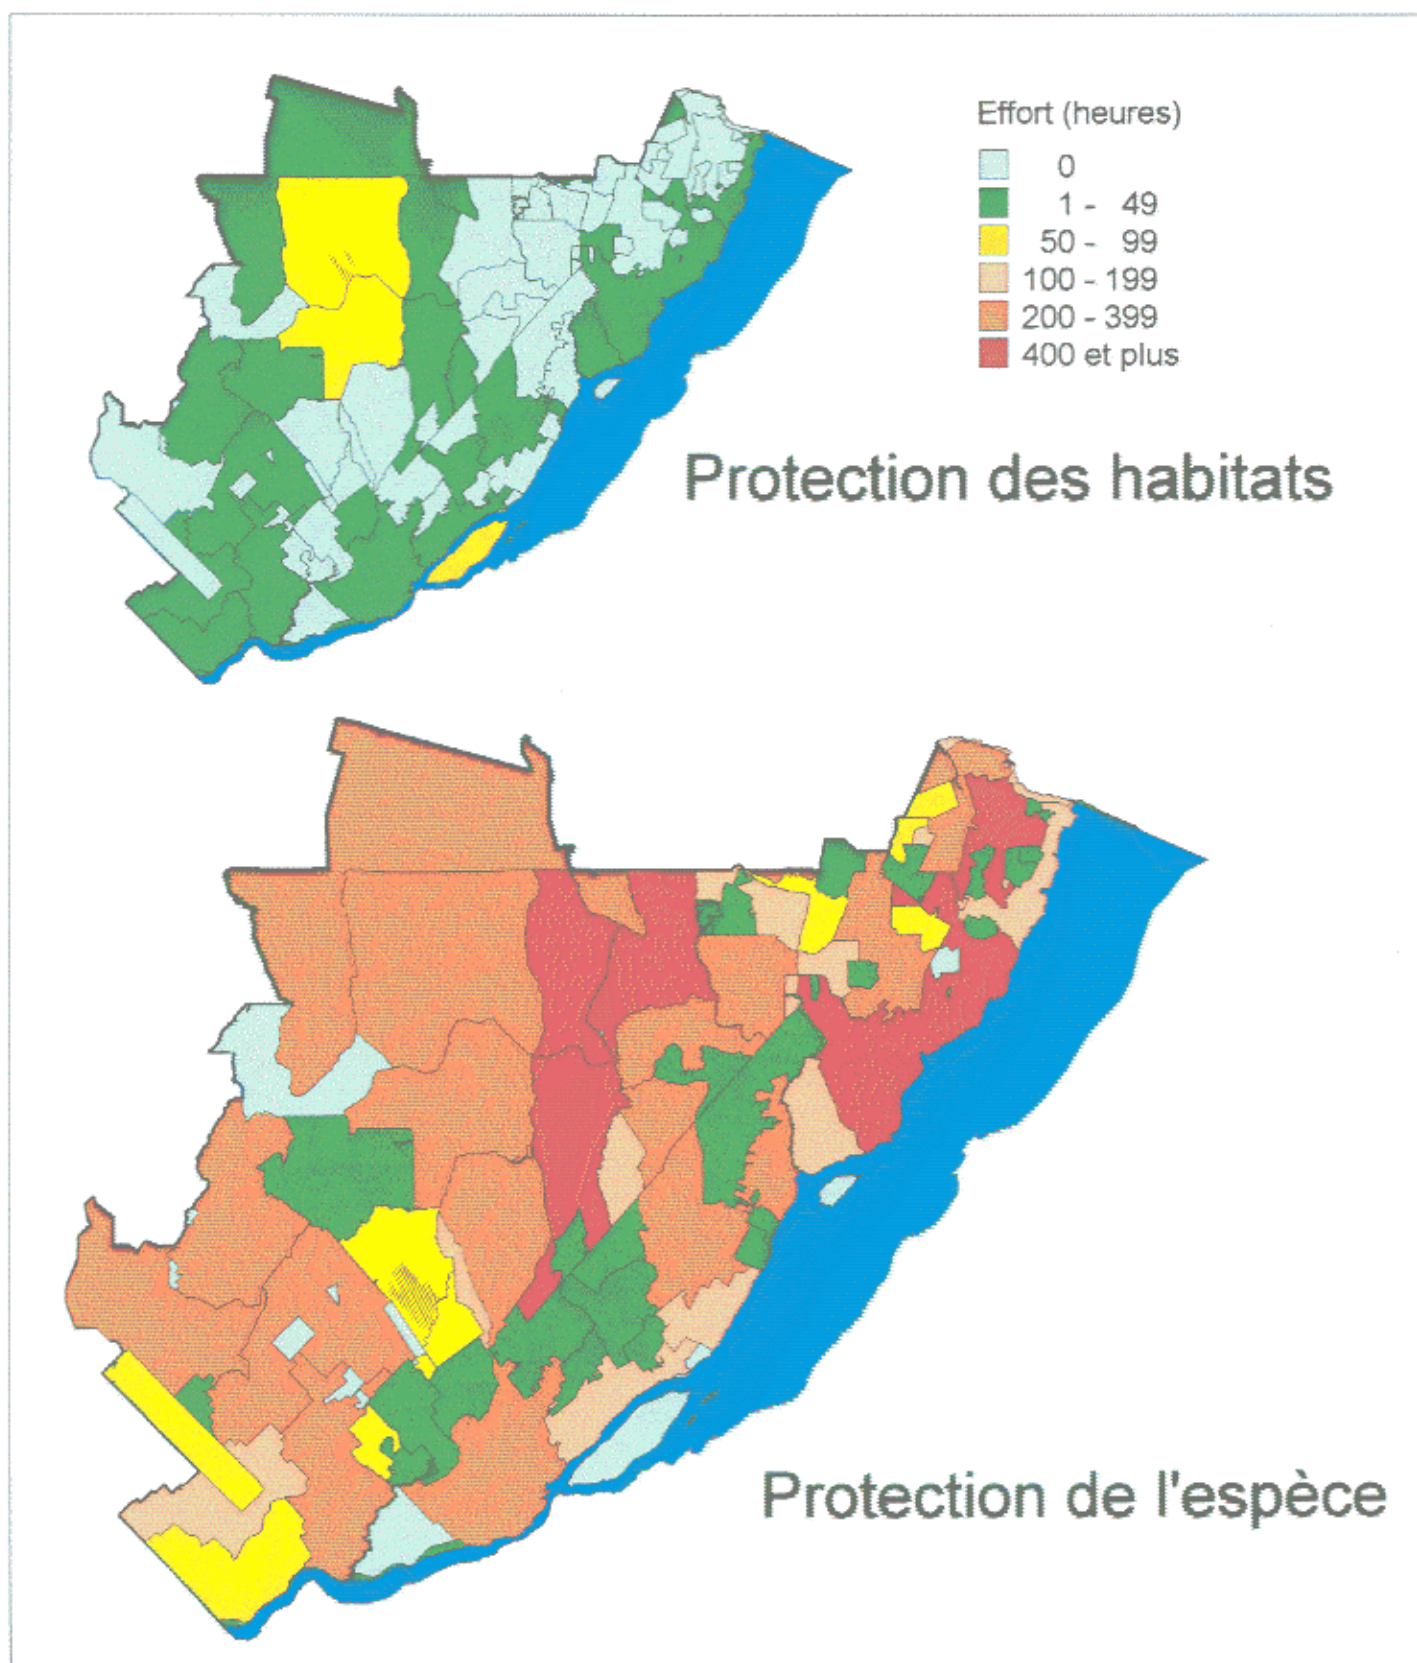 Effort (heures)
0
1 - 49
50 - 99
100 - 199
200 - 399
400 et plus
Protection des habitats
Protection de l'espèce